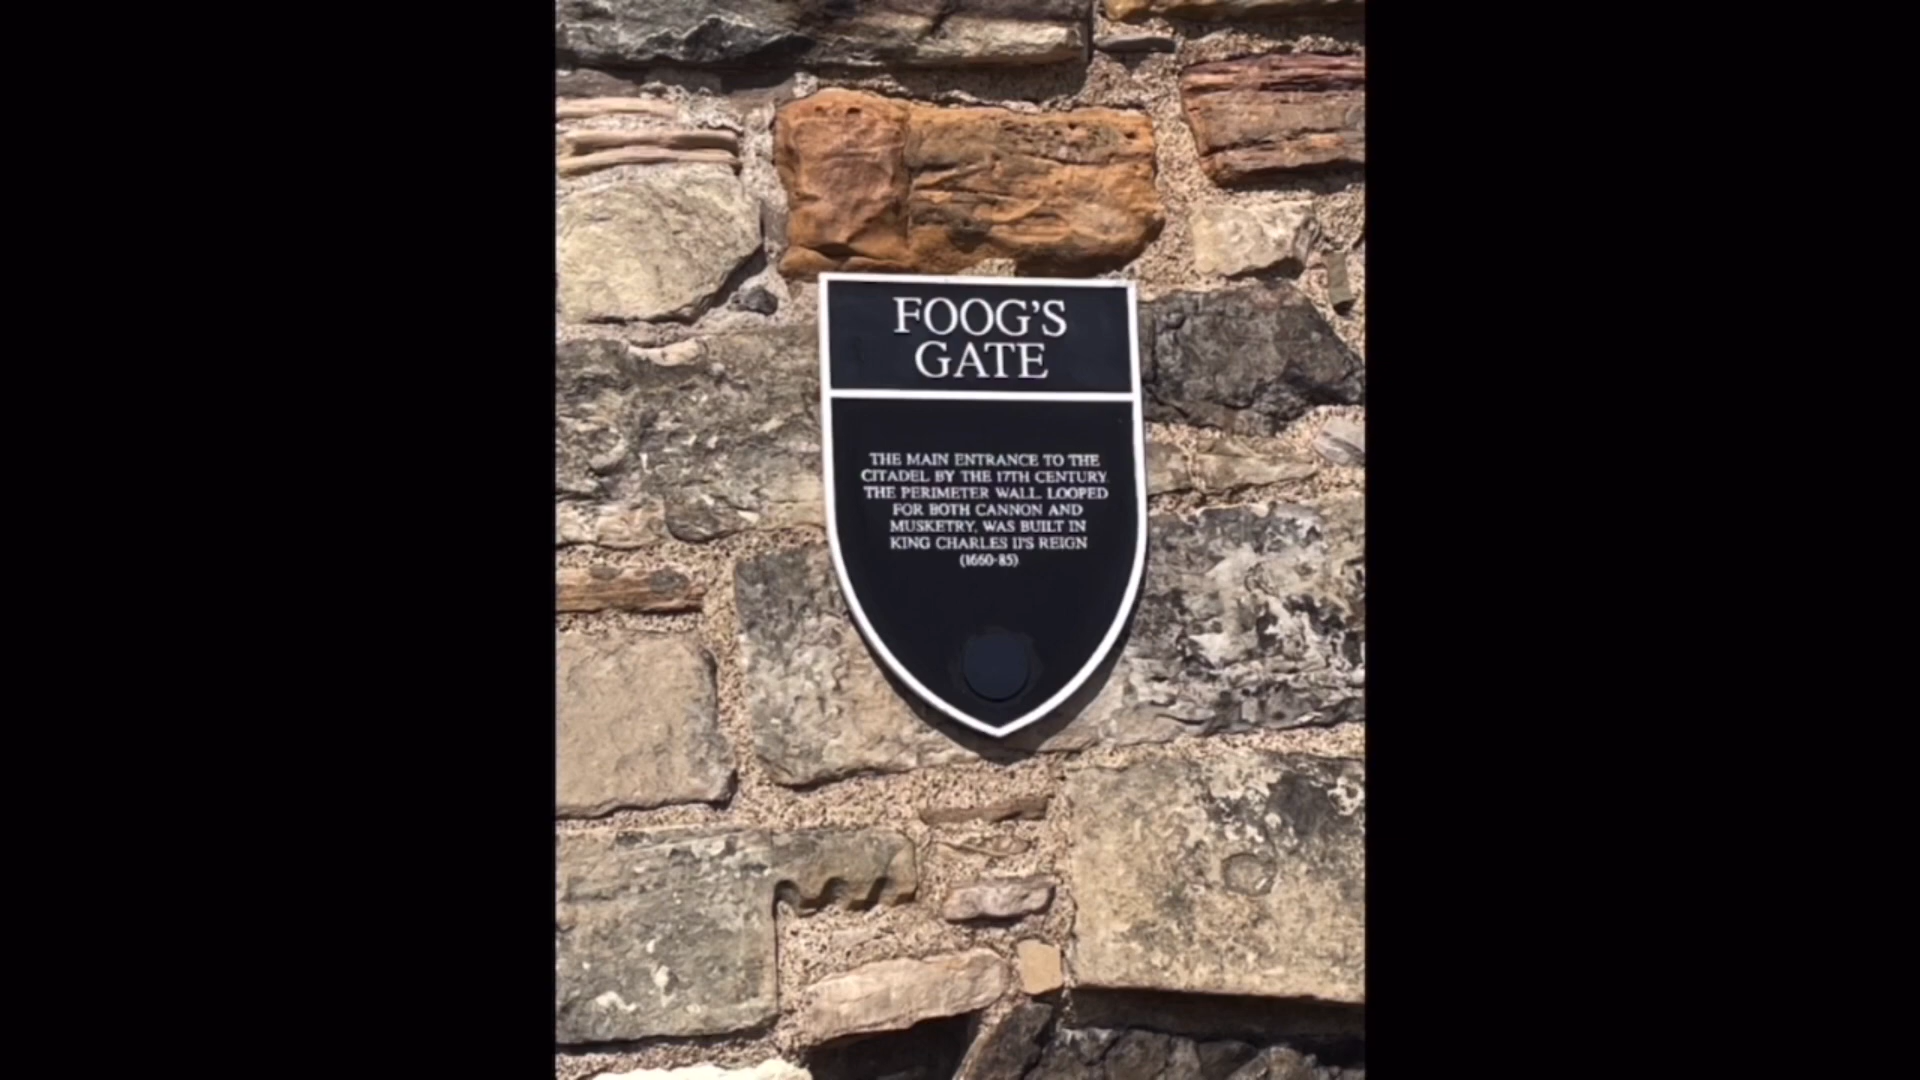 FOOG'S
GATE
THE MAIN ENTRANCE TO THE
CITADEL BY THE 17TH CENTURY.
THE PERIMETER WALL, LOOPED
FOR BOTH CANNON AND
MUSKETRY, WAS BUILT IN
KING CHARLES II'S REIGN
(1660-85)